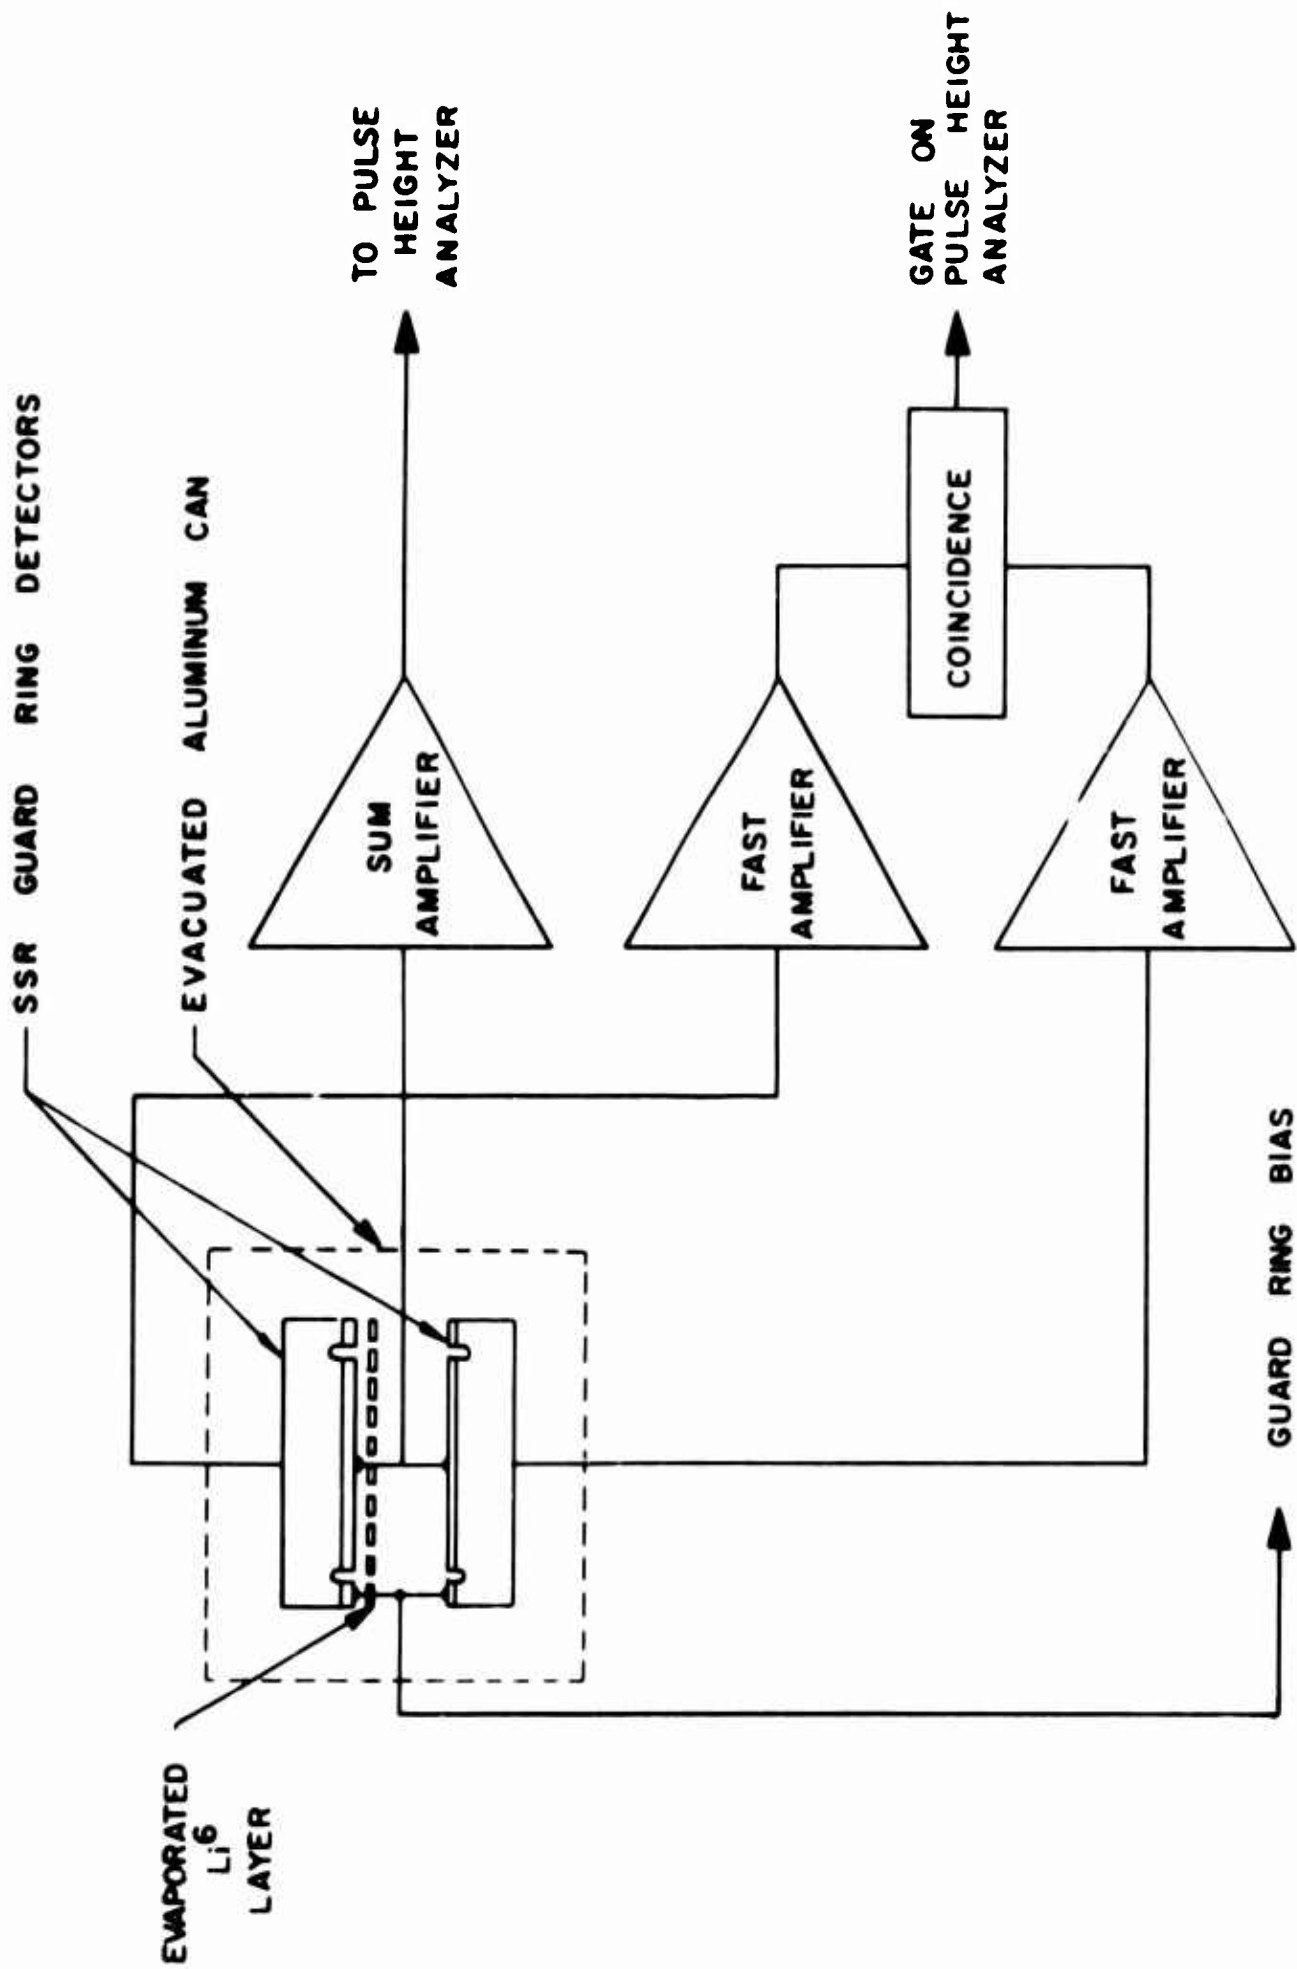 SSR GUARD RING DETECTORS
EVACUATED ALUMINUM CAN
EVAPORATED
Li6
LAYER
SUM
AMPLIFIER
TO PULSE
HEIGHT
ANALYZER
FAST
AMPLIFIER
COINCIDENCE
GATE ON
PULSE HEIGHT
ANALYZER
FAST
AMPLIFIER
GUARD RING BIAS